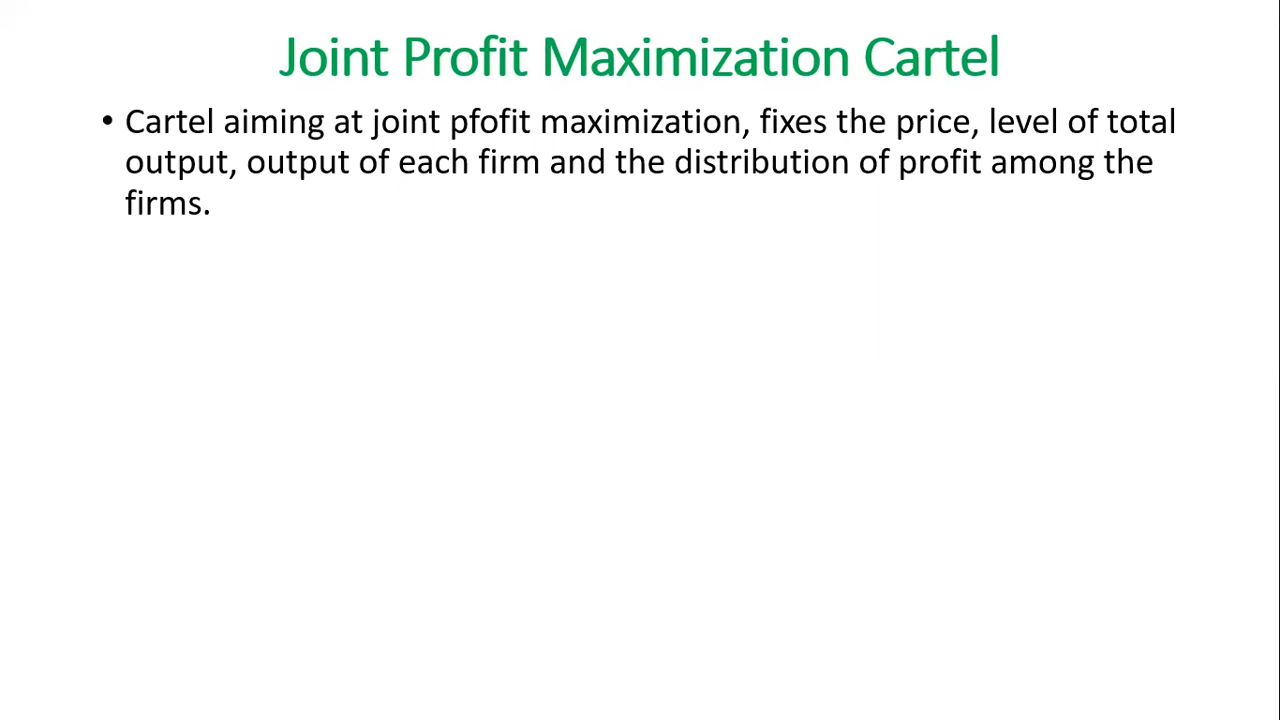 Joint Profit Maximization Cartel
• Cartel aiming at joint pfofit maximization, fixes the price, level of total
output, output of each firm and the distribution of profit among the
firms.